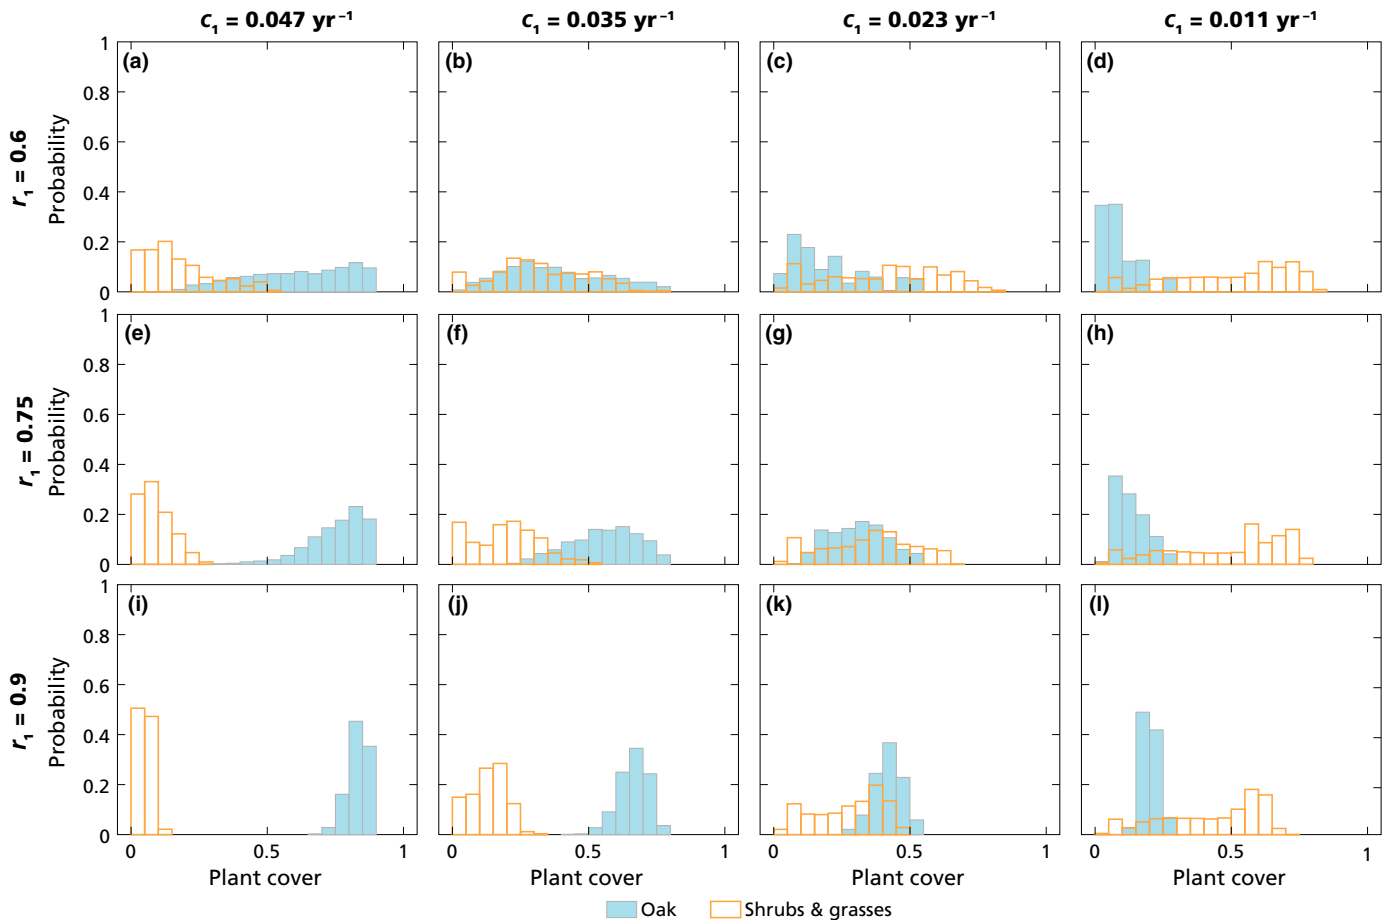 c₁ = 0.047 yr⁻¹ c₁ = 0.035 yr⁻¹ c₁ = 0.023 yr⁻¹ c₁ = 0.011 yr⁻¹
r₁ = 0.6
Probability
1
0.8
0.6
0.4
0.2
0
(a) (b) (c) (d)
r₁ = 0.75
Probability
1
0.8
0.6
0.4
0.2
0
(e) (f) (g) (h)
r₁ = 0.9
Probability
1
0.8
0.6
0.4
0.2
0
(i) (j) (k) (l)
0 0.5 1 0 0.5 1 0 0.5 1 0 0.5 1
Plant cover Plant cover Plant cover Plant cover
Oak Shrubs & grasses